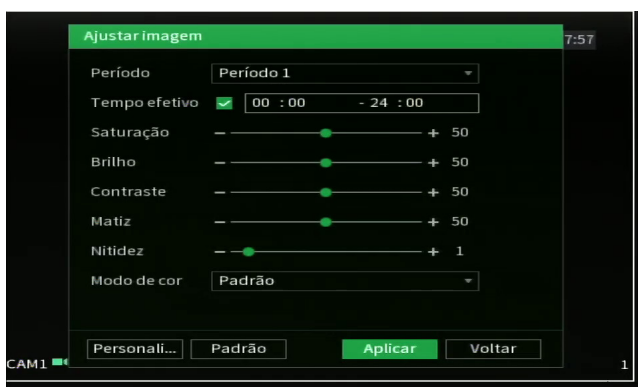 Ajustar imagem
7:57
Período Período 1
Tempo efetivo 00 :00 - 24 :00
Saturação - + 50
Brilho - + 50
Contraste - + 50
Matiz - + 50
Nitidez - + 1
Modo de cor Padrão
Personali... Padrão Aplicar Voltar
CAM1 1